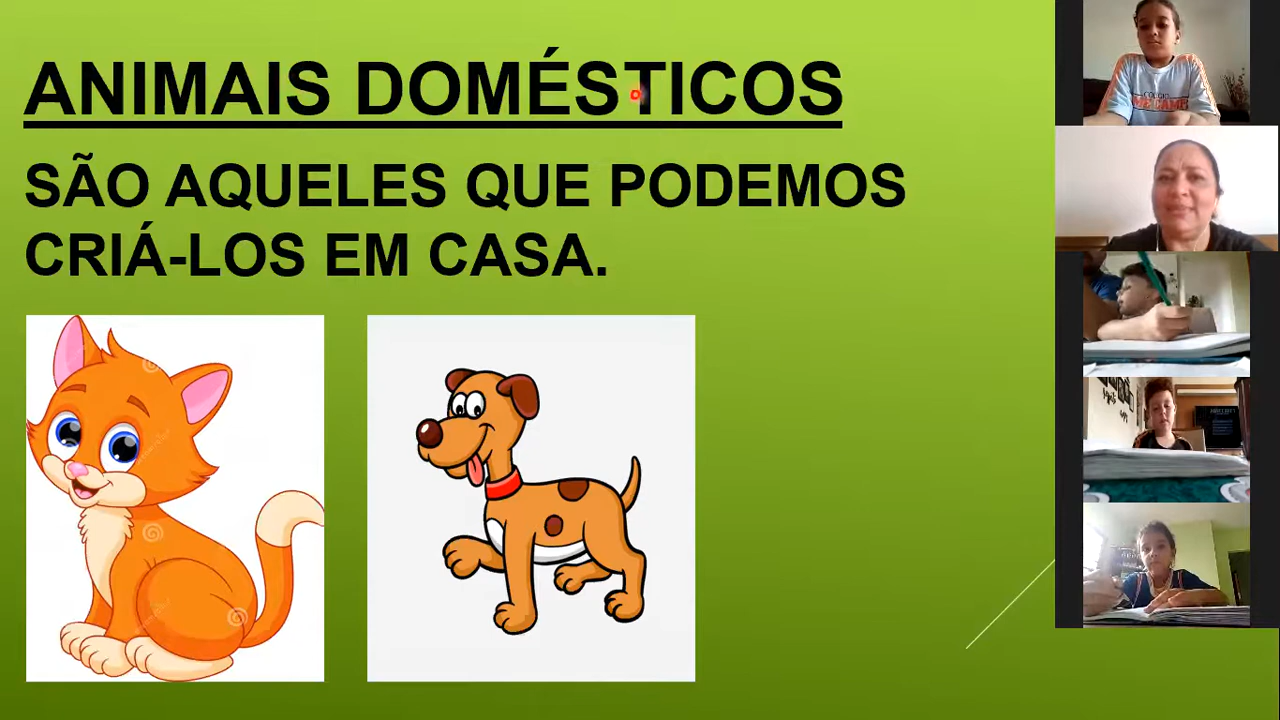 ANIMAIS DOMÉSTICOS
SÃO AQUELES QUE PODEMOS
CRIÁ-LOS EM CASA.